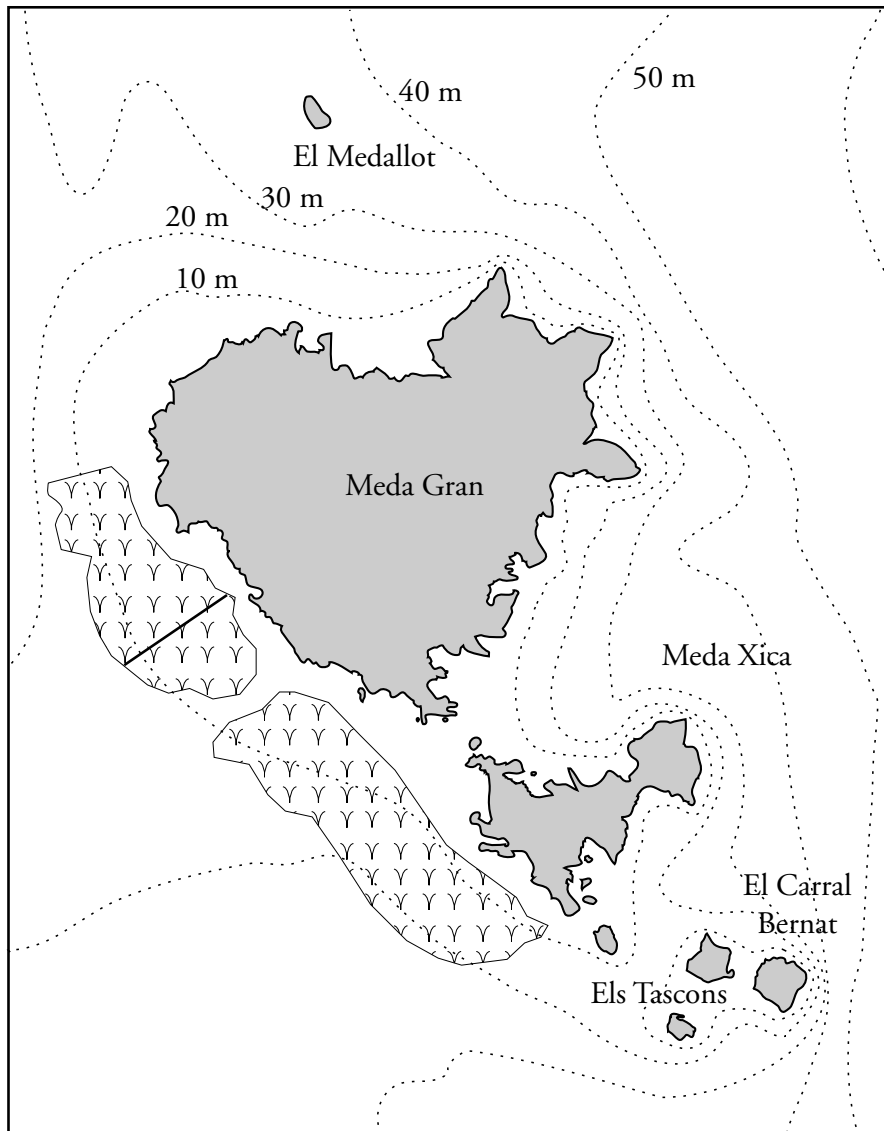 50 m
40 m
El Medallot
30 m
20 m
10 m
Meda Gran
Meda Xica
El Carral
Bernat
Els Tascons